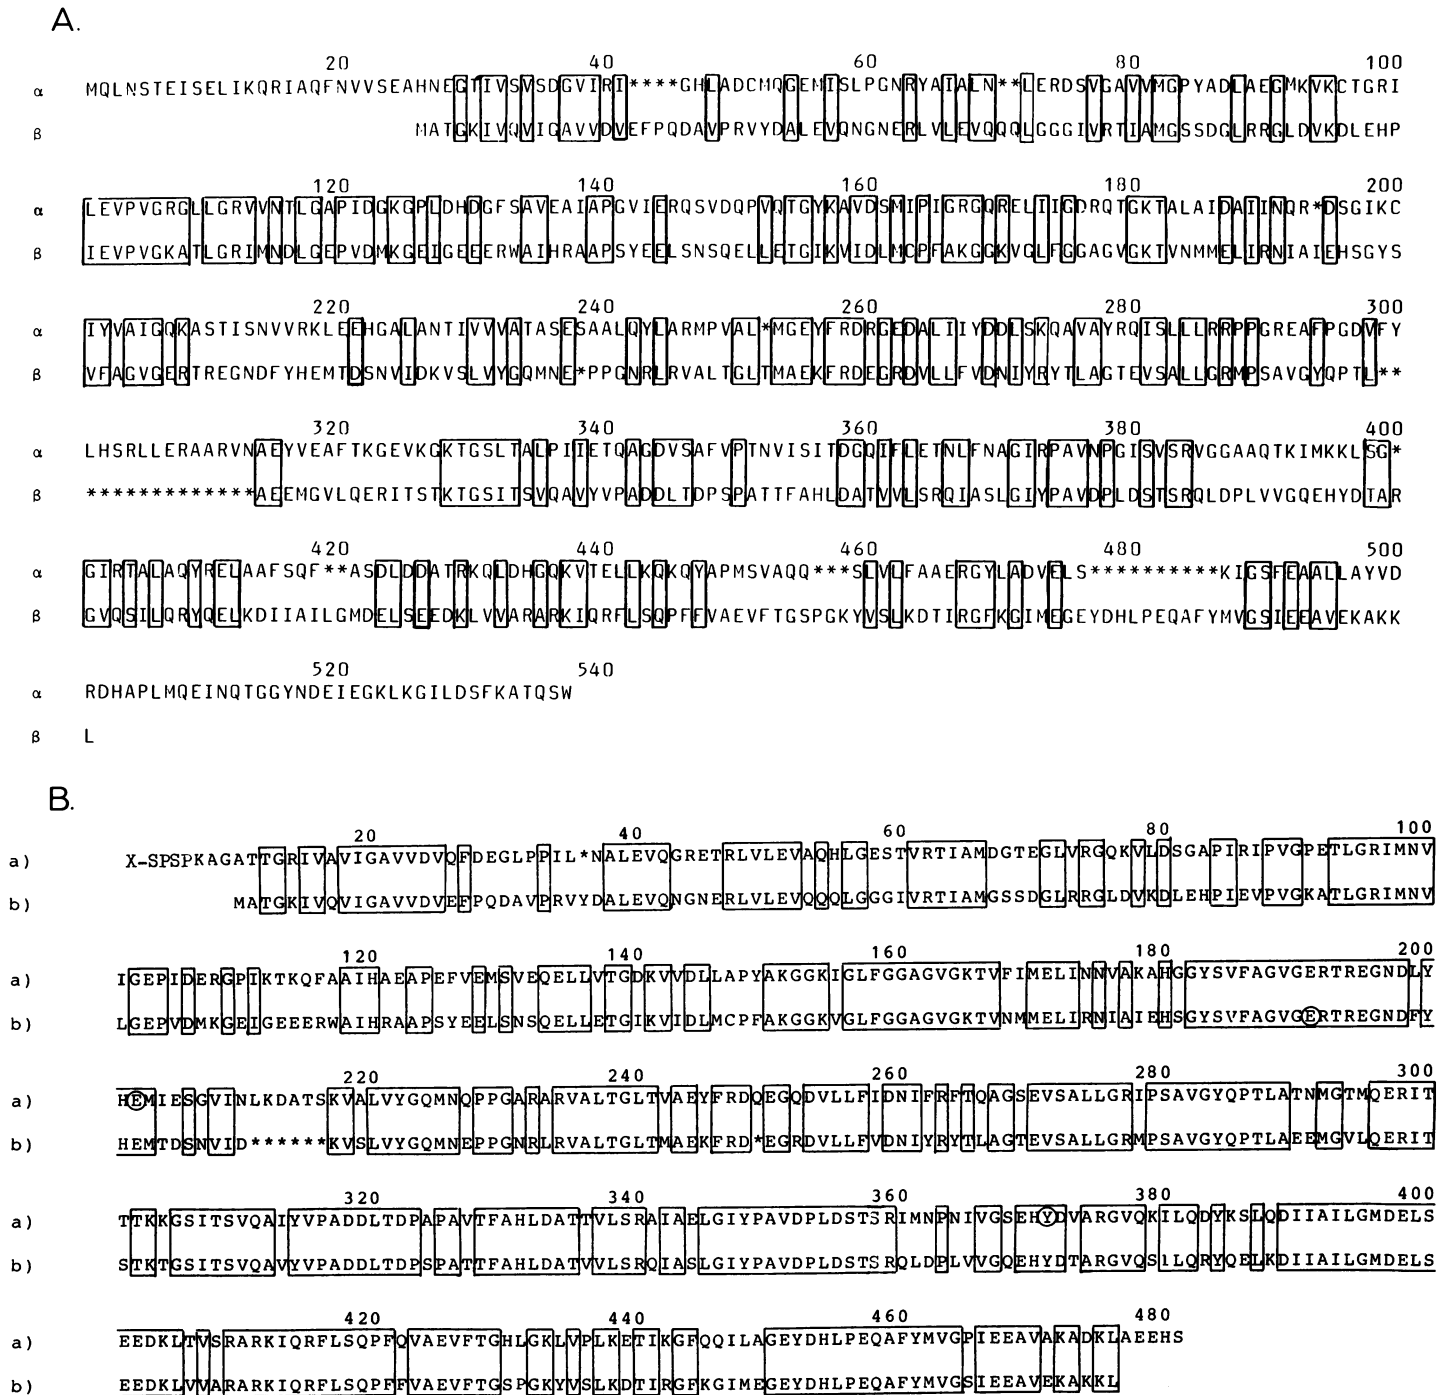 A.
20 40 60 80 100
α MQLNSTEISELIKQRIAQFNVVSEAHNEGTIVSVSDGVIRI****GHLADCMQGEMISLPGNRYAIALN**LERDSVGAVVMGPYADLAEGMKVKCTGRI
β MATGKIVQVIGAVVDVEFPQDAVPRVYDALEVQNGNERLVLEVQQQLGGGIVRTIAMGSSDGLRRGLDVKDLEHP
120 140 160 180 200
α LEVPVGRGLLGRVVNTLGAPIDGKGPLDHDGFSAVEAIAPGVIERQSVDQPVQTGYKAVDSMIPIGRGQRELIIGDRQTGKTALAIDAIINQR*DSGIKC
β IEVPVGKATLGRIMNDLGEPVDMKGEIGEEERWAIHRAAPSYEELSNSQELLETGIKVIDLMCPFAKGGKVGLFGGAGVGKTVNMMELIRNIAIEHSGYS
220 240 260 280 300
α IYVAIGQKASTISNVVRKLEEHGALANTIVVVATASESAALQYLARMPVAL*MGEYFRDRGEDALIIYDDLSKQAVAYRQISLLLRRPPGREAFPGDVFY
β VFAGVGERTREGNDFYHEMTDSNVIDKVSLVYGQMNE*PPGNRLRVALTGLTMAEKFRDEGRDVLLFVDNIYRYTLAGTEVSALLGRMPSAVGYQPTL**
320 340 360 380 400
α LHSRLLERAARVNAEYVEAFTKGEVKGKTGSLTALPIIETQAGDVSAFVPTNVISITDGQIFLETNLFNAGIRPAVNPGISVSRVGGAAQTKIMKKLSG*
β *************AEEMGVLQERITSTKTGSITSVQAVYVPADDLTDPSPATTFAHLDATVVLSRQIASLGIYPAVDPLDSTSRQLDPLVVGQEHYDTAR
420 440 460 480 500
α GIRTALAQYRELAAFSQF**ASDLDDATRKQLDHGQKVTELLKQKQYAPMSVAQQ***SLVLFAAERGYLADVELS**********KIGSFEAALLAYVD
β GVQSILQRYQELKDIIAILGMDELSEEDKLVVARARKIQRFLSQPFFVAEVFTGSPGKYVSLKDTIRGFKGIMEGEYDHLPEQAFYMVGSIEEAVEKAKK
520 540
α RDHAPLMQEINQTGGYNDEIEGKLKGILDSFKATQSW
β L
B.
20 40 60 80 100
a) X-SPSPKAGATTGRIVAVIGAVVDVQFDEGLPPIL*NALEVQGRETRLVLEVAQHLGESTVRTIAMDGTEGLVRGQKVLDSGAPIRIPVGPETLGRIMNV
b) MATGKIVQVIGAVVDVEFPQDAVPRVYDALEVQNGNERLVLEVQQQLGGGIVRTIAMGSSDGLRRGLDVKDLEHPIEVPVGKATLGRIMNV
120 140 160 180 200
a) IGEPIDERGPIKTKQFAAIHAEAPEFVEMSVEQELLVTGDKVVDLLAPYAKGGKIGLFGGAGVGKTVFIMELINNVAKAHGGYSVFAGVGERTREGNDLY
b) LGEPVDMKGEIGEEERWAIHRAAPSYEELSNSQELLETGIKVIDLMCPFAKGGKVGLFGGAGVGKTVNMMELIRNIAIEHSGYSVFAGVGERTREGNDFY
220 240 260 280 300
a) HEMIESGVINLKDATSKVALVYGQMNQPPGARARVALTGLTVAEYFRDQEGQDVLLFIDNIFRFTQAGSEVSALLGRIPSAVGYQPTLATNMGTMQERIT
b) HEMTDSNVID******KVSLVYGQMNEPPGNRLRVALTGLTMAEKFRD*EGRDVLLFVDNIYRYTLAGTEVSALLGRMPSAVGYQPTLAEEMGVLQERIT
320 340 360 380 400
a) TTKKGSITSVQAIYVPADDLTDPAPAVTFAHLDATTVLSRAIAELGIYPAVDPLDSTSRIMNPNIVGSEHYDVARGVQKILQDYKSLQDIIAILGMDELS
b) STKTGSITSVQAVYVPADDLTDPSPATTFAHLDATVVLSRQIASLGIYPAVDPLDSTSRQLDPLVVGQEHYDTARGVQSILQRYQELKDIIAILGMDELS
420 440 460 480
a) EEDKLTVSRARKIQRFLSQPFQVAEVFTGHLGKLVPLKETIKGFQQILAGEYDHLPEQAFYMVGPIEEAVAKADKLAEEHS
b) EEDKLVVARARKIQRFLSQPFFVAEVFTGSPGKYVSLKDTIRGFKGIMEGEYDHLPEQAFYMVGSIEEAVEKAKKL